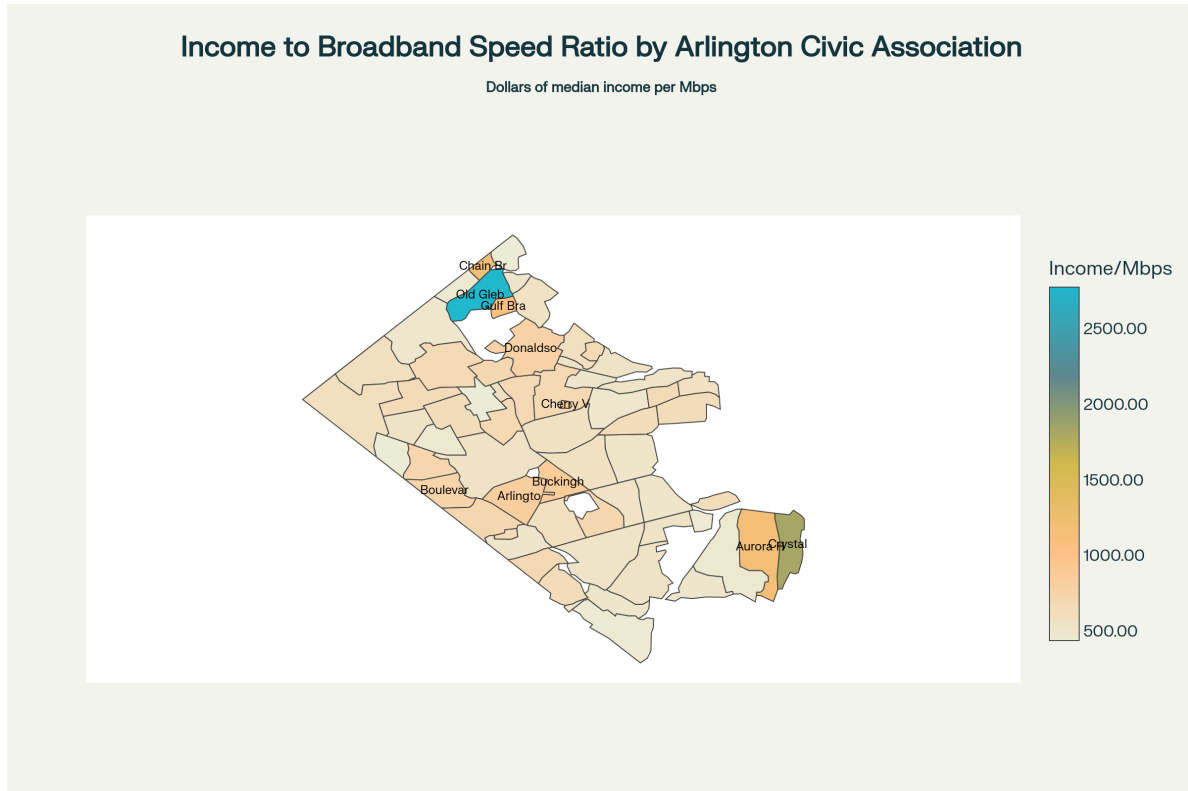 Income to Broadband Speed Ratio by Arlington Civic Association
Dollars of median income per Mbps
Income/Mbps
2500.00
2000.00
1500.00
1000.00
500.00
Chain Br
Old Gleb
Gulf Bra
Donaldso
Cherry V
Buckingh
Boulevar
Arlingto
Aurora H
Crystal